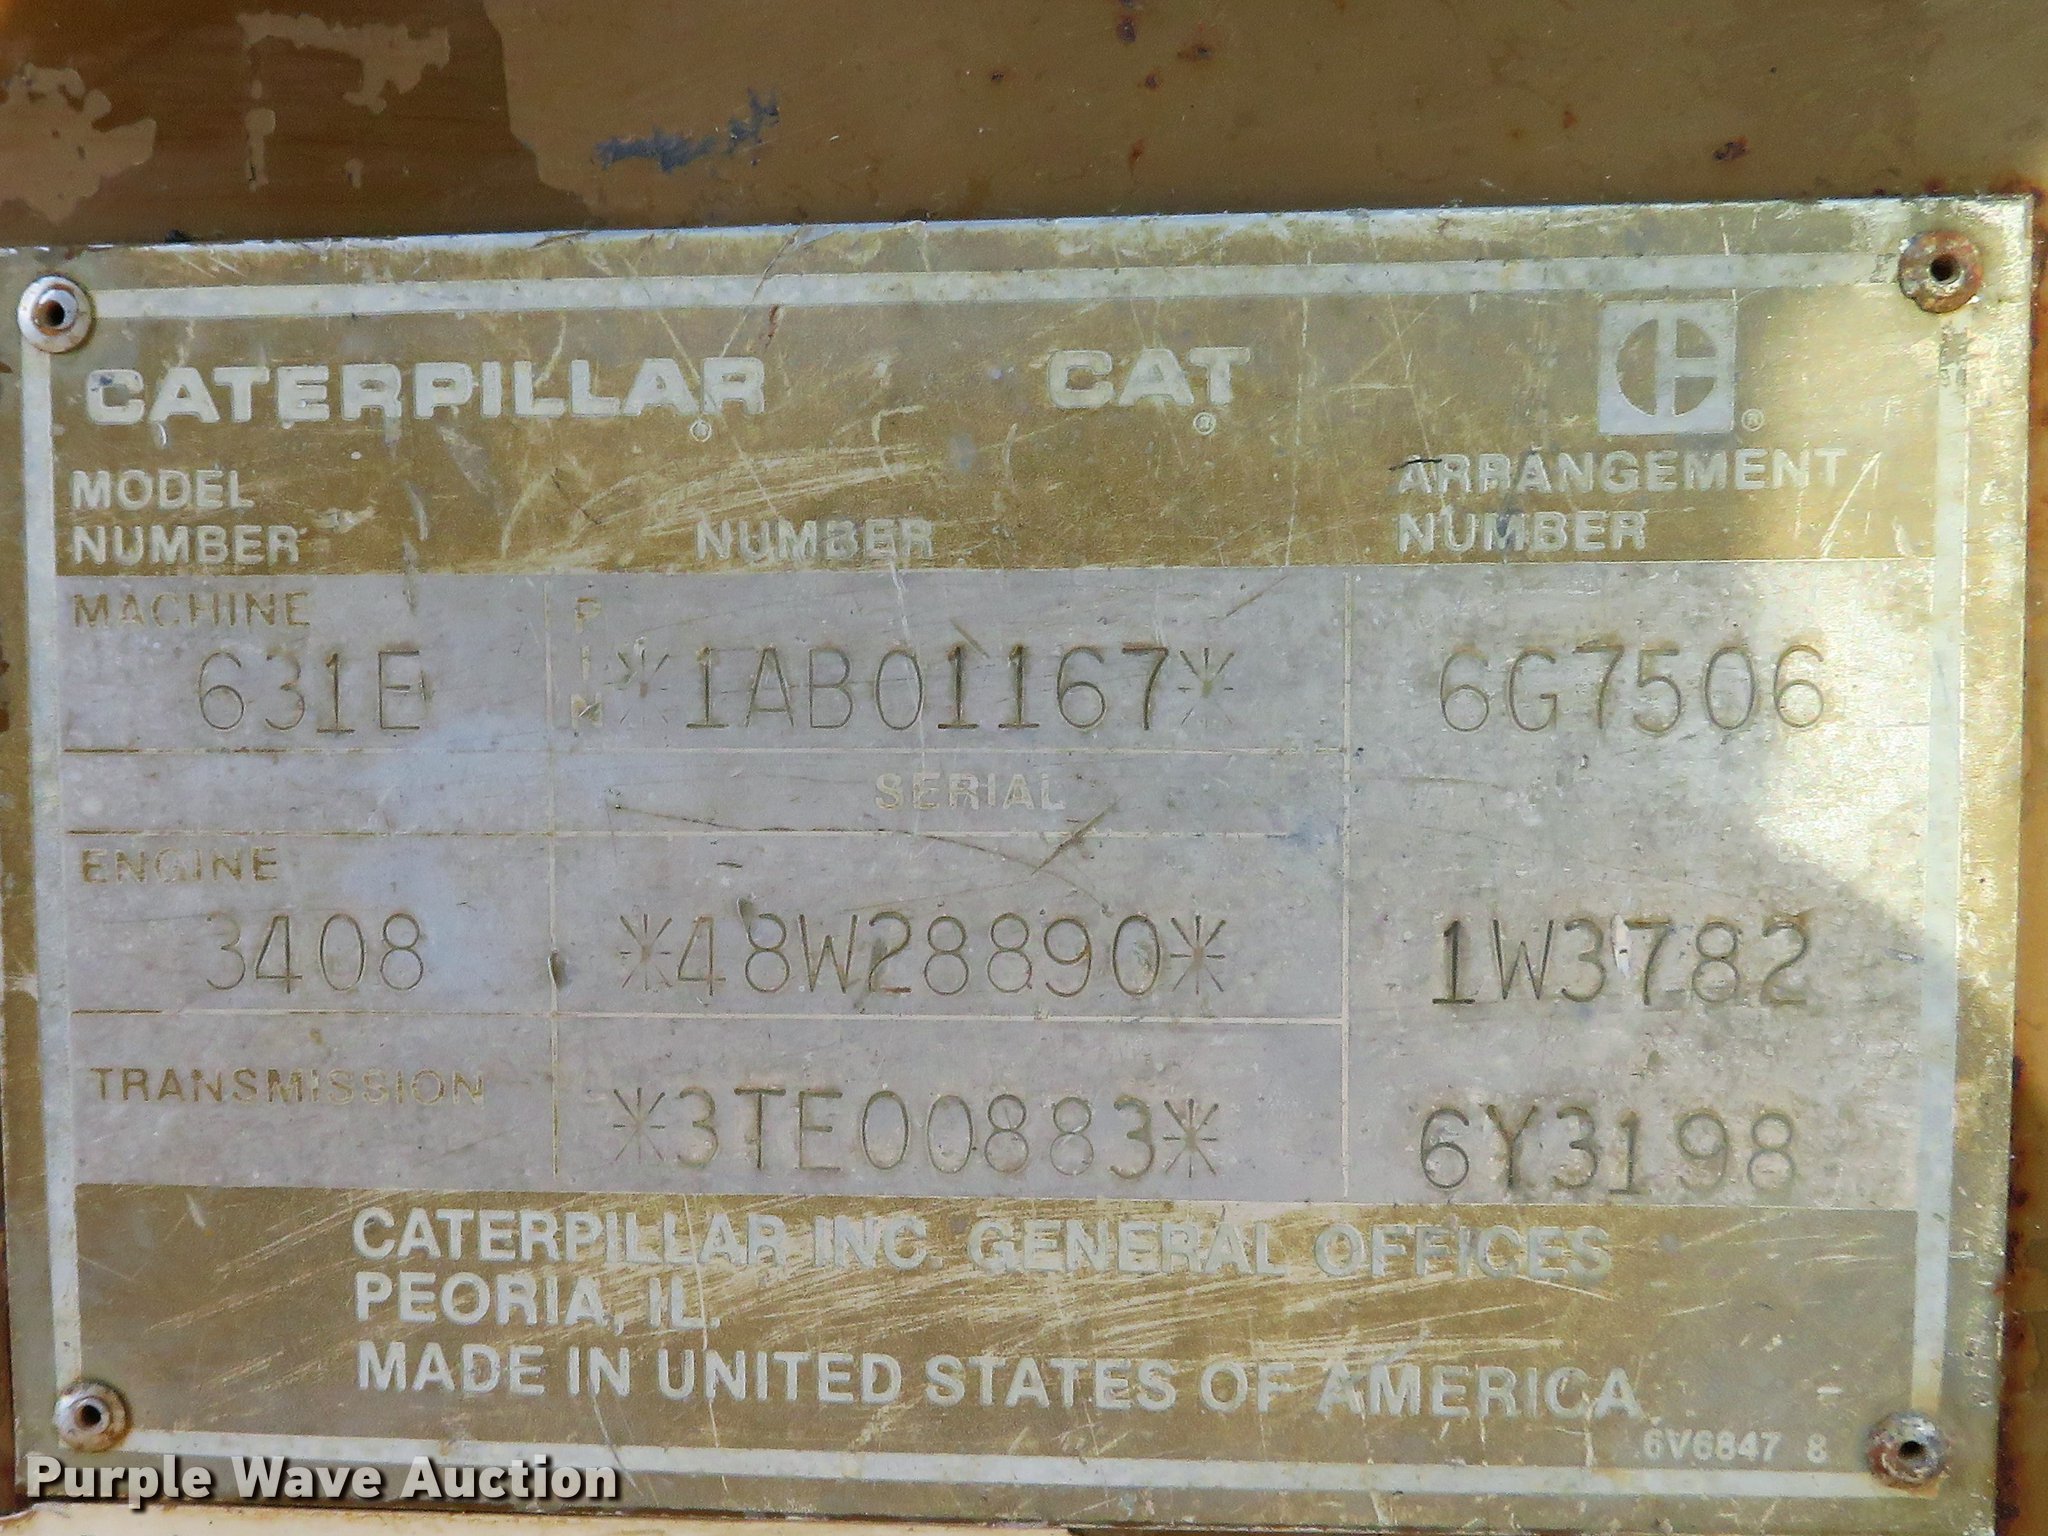 CATERPILLAR® CAT® ®
MODEL NUMBER
NUMBER
ARRANGEMENT NUMBER
MACHINE
631E
PIN
*1AB01167*
6G7506
SERIAL
ENGINE
3408
*48W28890*
1W3782
TRANSMISSION
*3TE00883*
6Y3198
CATERPILLAR INC. GENERAL OFFICES
PEORIA, IL.
MADE IN UNITED STATES OF AMERICA
6V6847 8
Purple Wave Auction